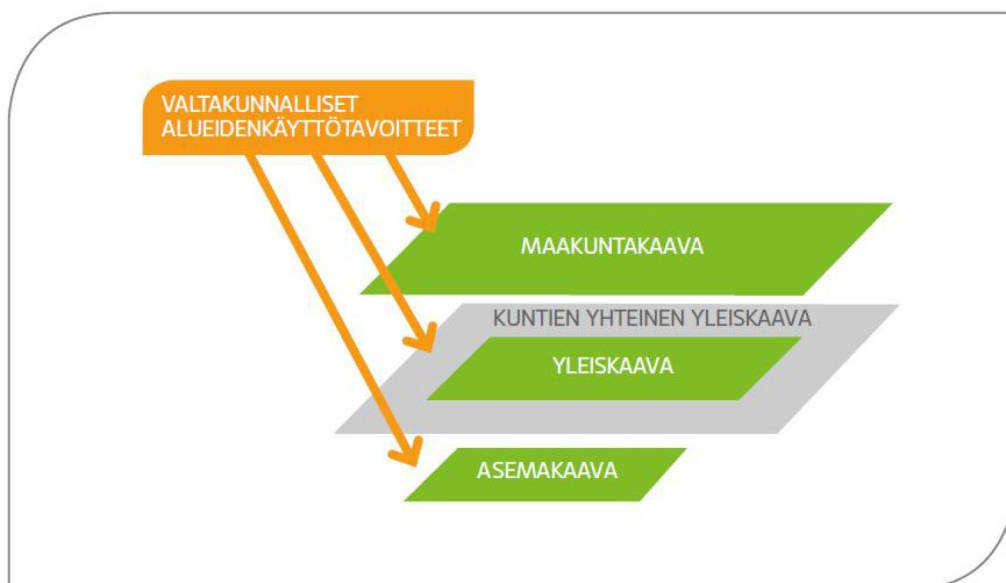 VALTAKUNNALLISET
ALUEIDENKÄYTTÖTAVOITTEET
MAAKUNTAKAAVA
KUNTIEN YHTEINEN YLEISKAAVA
YLEISKAAVA
ASEMAKAAVA